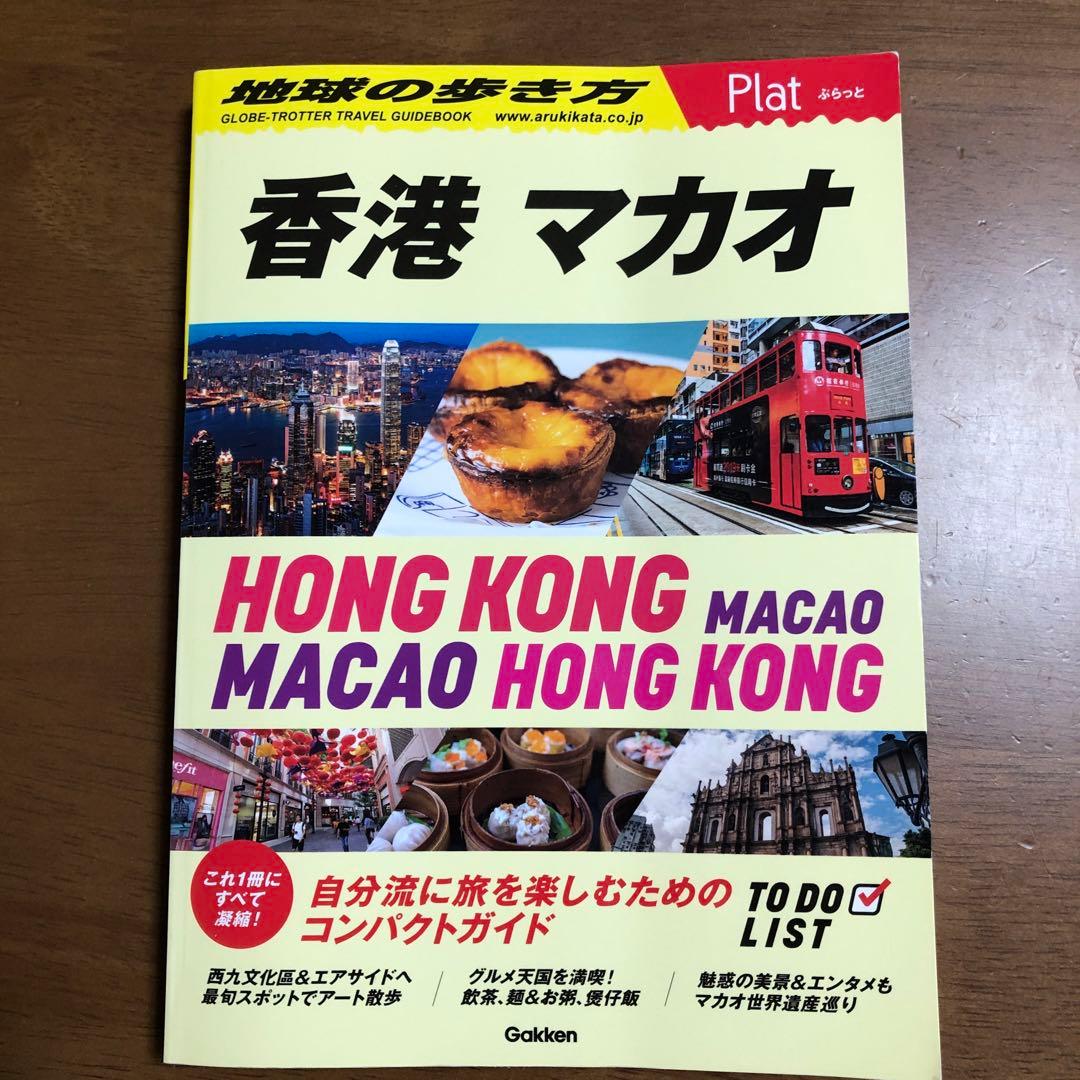 地球の歩き方
Plat ぷらっと
GLOBE-TROTTER TRAVEL GUIDEBOOK www.arukikata.co.jp
香港 マカオ
HONG KONG MACAO
MACAO HONG KONG
efit
これ1冊に
すべて
凝縮!
自分流に旅を楽しむための
コンパクトガイド
TO DO
LIST
西九文化區&エアサイドへ
最旬スポットでアート散歩
グルメ天国を満喫!
飲茶、麺&お粥、煲仔飯
魅惑の美景&エンタメも
マカオ世界遺産巡り
Gakken